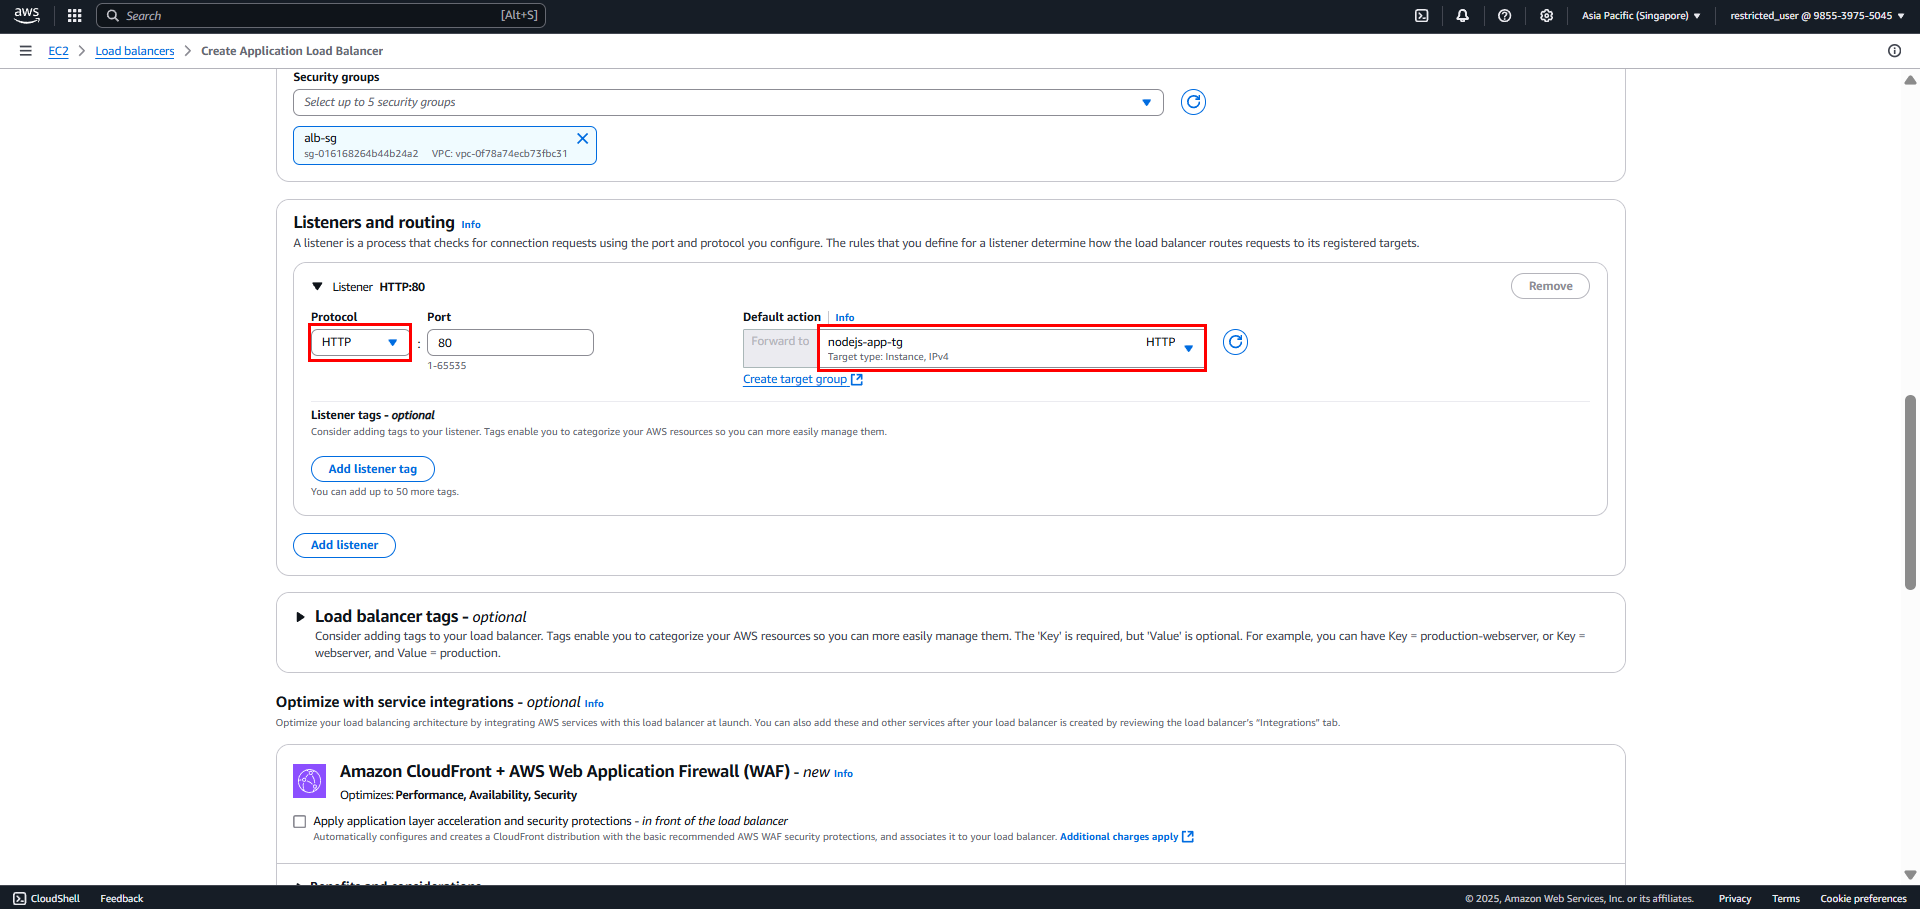 aws
Search
[Alt+S]
Asia Pacific (Singapore)
restricted_user @ 9855-3975-5045
EC2
Load balancers
Create Application Load Balancer
Security groups
Select up to 5 security groups
alb-sg
sg-016168264b44b24a2 VPC: vpc-0f78a74ecb73fbc31
Listeners and routing Info
A listener is a process that checks for connection requests using the port and protocol you configure. The rules that you define for a listener determine how the load balancer routes requests to its registered targets.
Listener HTTP:80
Remove
Protocol
Port
Default action Info
HTTP
:
80
Forward to
nodejs-app-tg
HTTP
Target type: Instance, IPv4
1-65535
Create target group
Listener tags - optional
Consider adding tags to your listener. Tags enable you to categorize your AWS resources so you can more easily manage them.
Add listener tag
You can add up to 50 more tags.
Add listener
Load balancer tags - optional
Consider adding tags to your load balancer. Tags enable you to categorize your AWS resources so you can more easily manage them. The 'Key' is required, but 'Value' is optional. For example, you can have Key = production-webserver, or Key =
webserver, and Value = production.
Optimize with service integrations - optional Info
Optimize your load balancing architecture by integrating AWS services with this load balancer at launch. You can also add these and other services after your load balancer is created by reviewing the load balancer's "Integrations" tab.
Amazon CloudFront + AWS Web Application Firewall (WAF) - new Info
Optimizes: Performance, Availability, Security
Apply application layer acceleration and security protections - in front of the load balancer
Automatically configures and creates a CloudFront distribution with the basic recommended AWS WAF security protections, and associates it to your load balancer. Additional charges apply
Benefits and considerations
CloudShell
Feedback
© 2025, Amazon Web Services, Inc. or its affiliates.
Privacy
Terms
Cookie preferences